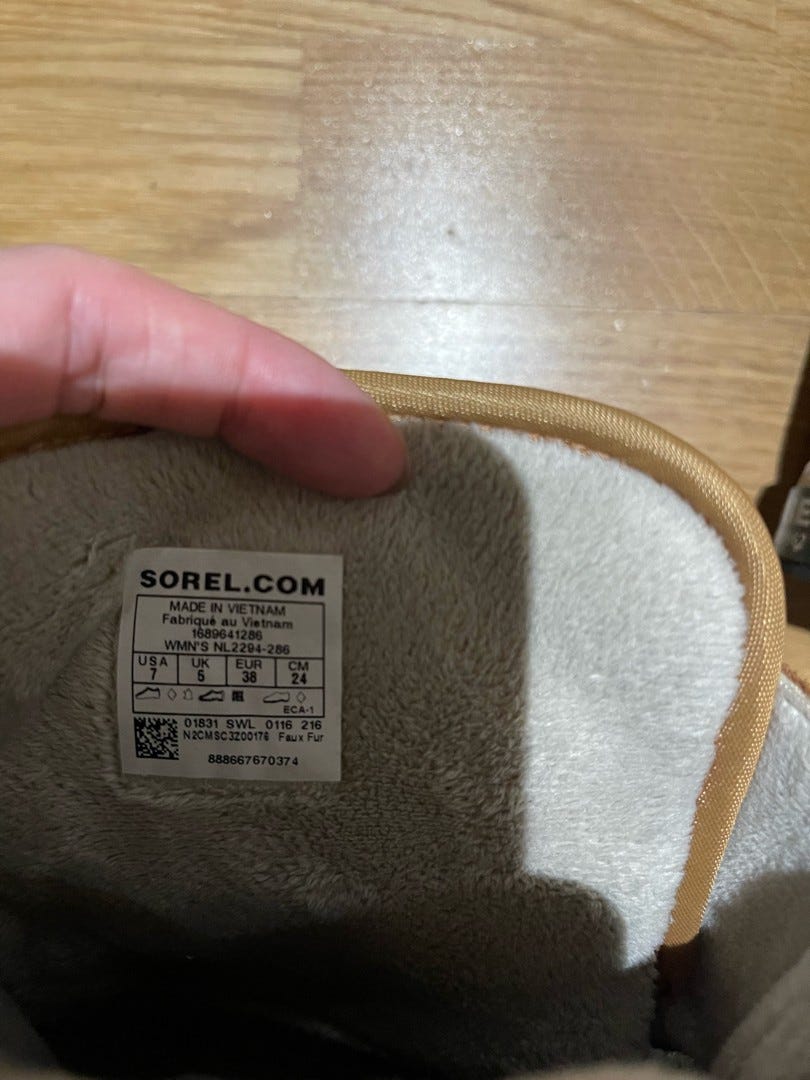 SOREL.COM
MADE IN VIETNAM
Fabriqué au Vietnam
1689641286
WMN'S NL2294-286
USA UK EUR CM
7 5 38 24
ECA-1
01831 SWL 0116 216
N2CMSC3Z00176 Faux Fur
888667670374